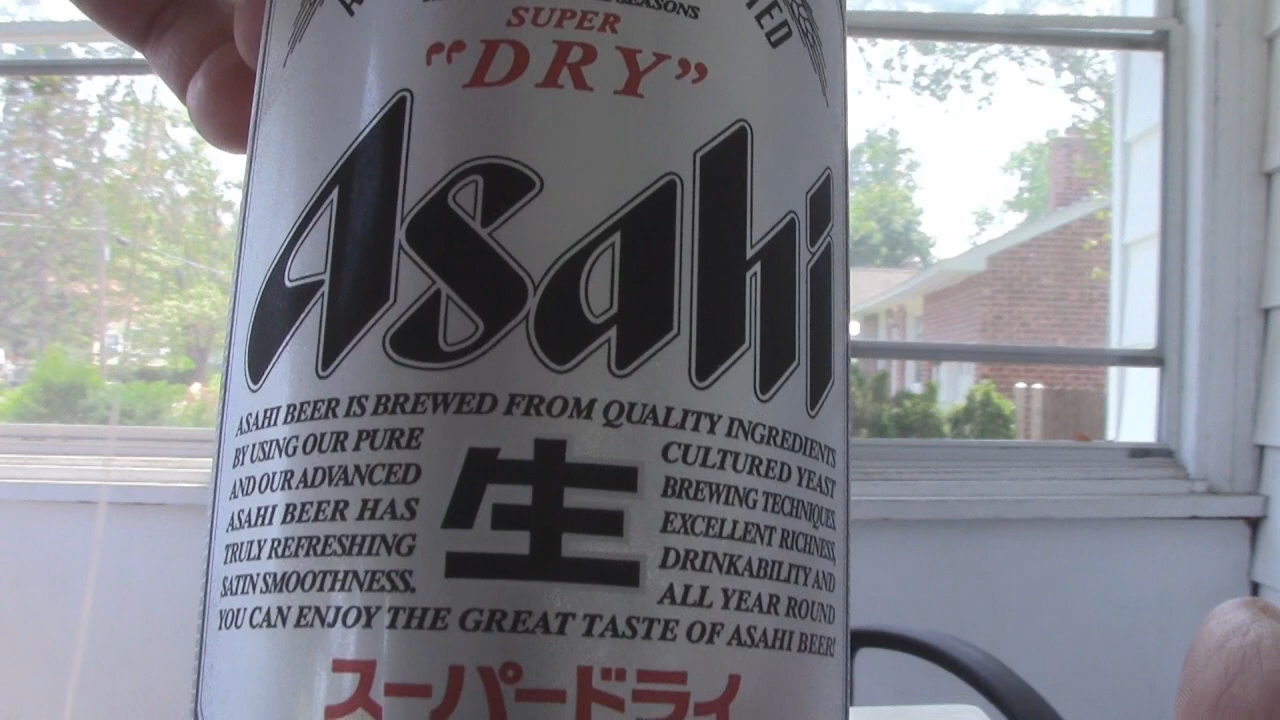 SEASONS
SUPER
“DRY”
Asahi
ASAHI BEER IS BREWED FROM QUALITY INGREDIENTS
BY USING OUR PURE CULTURED YEAST
AND OUR ADVANCED BREWING TECHNIQUES.
ASAHI BEER HAS EXCELLENT RICHNESS,
TRULY REFRESHING DRINKABILITY AND
SATIN SMOOTHNESS. ALL YEAR ROUND
YOU CAN ENJOY THE GREAT TASTE OF ASAHI BEER!
生
スーパードライ